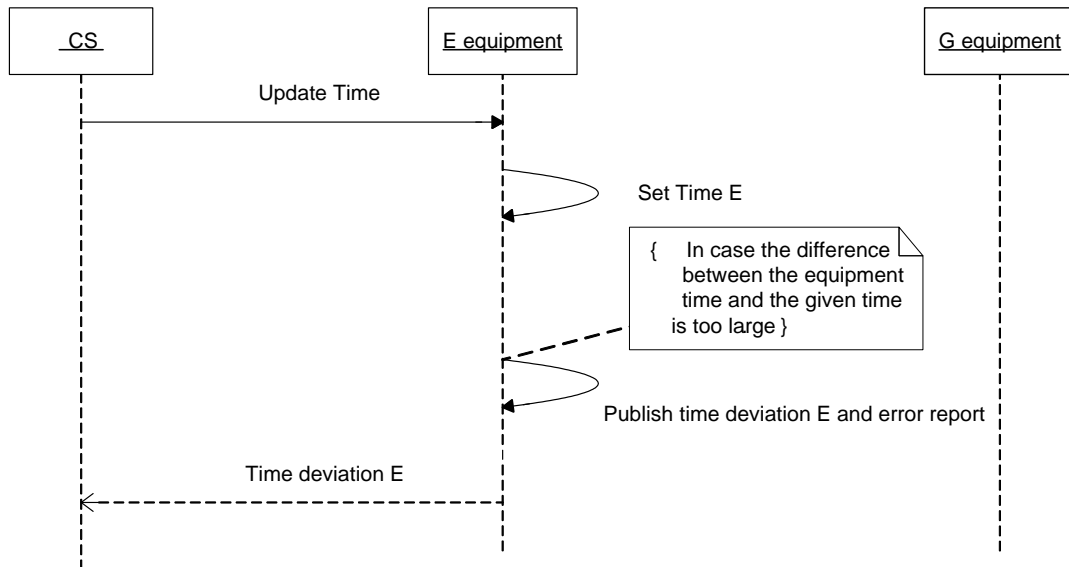 CS
E equipment
G equipment
Update Time
Set Time E
{ In case the difference
between the equipment
time and the given time
is too large }
Publish time deviation E and error report
Time deviation E